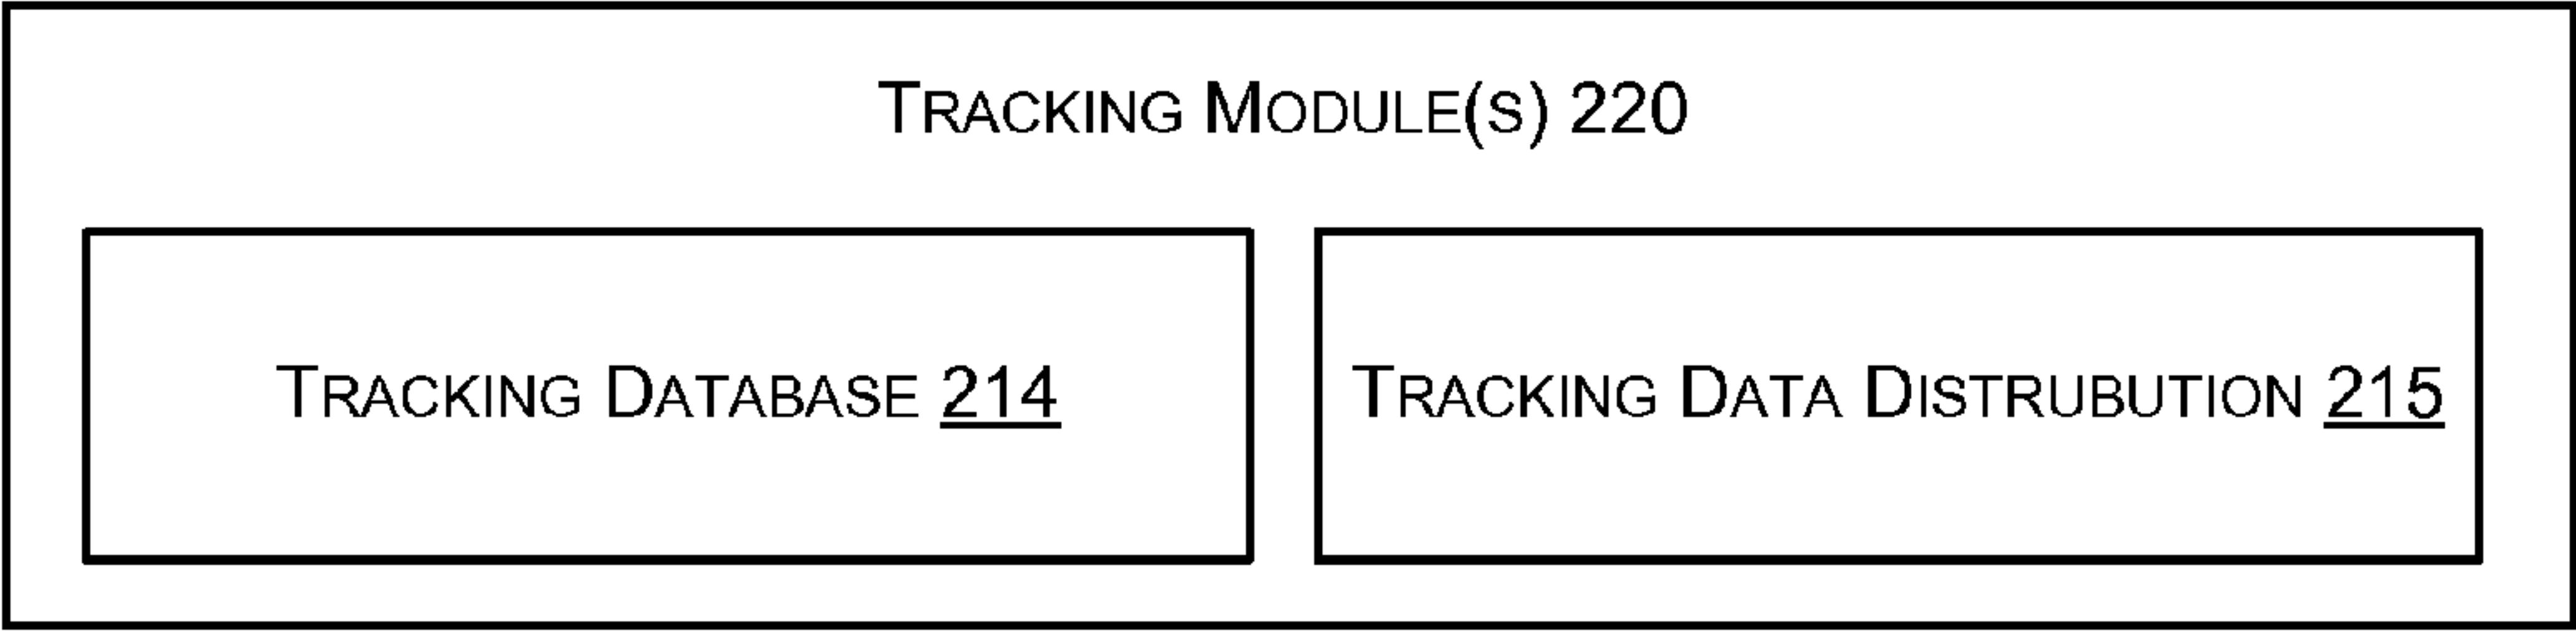 TRACKING MODULE(S) 220
TRACKING DATABASE 214
TRACKING DATA DISTRUBUTION 215